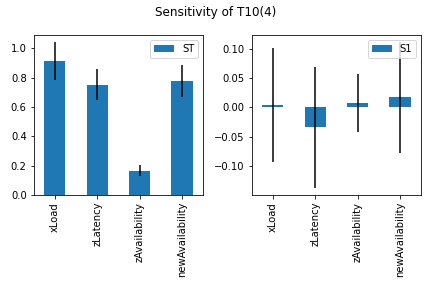 Sensitivity of T10(4)
1.0
0.8
0.6
0.4
0.2
0.0
ST
xLoad
zLatency
zAvailability
newAvailability
0.10
0.05
0.00
−0.05
−0.10
S1
xLoad
zLatency
zAvailability
newAvailability